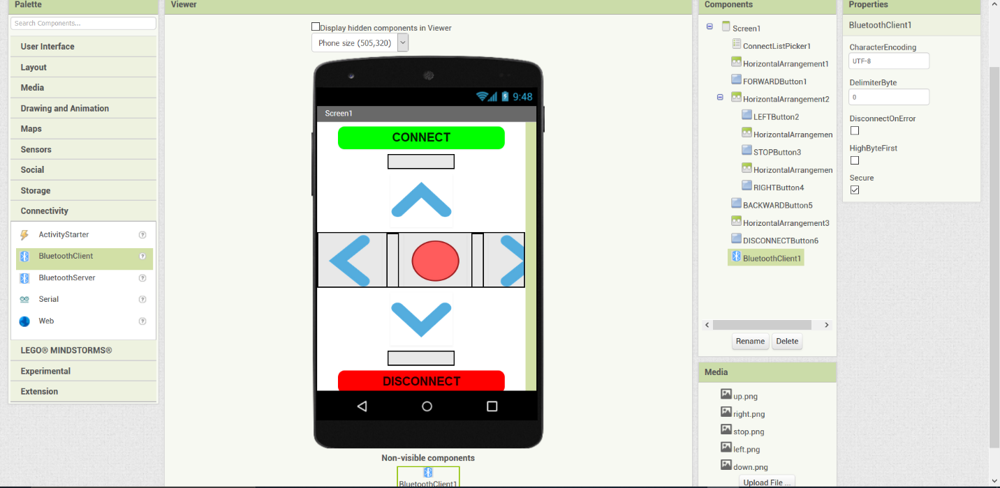 Palette
Search Components...
User Interface
Layout
Media
Drawing and Animation
Maps
Sensors
Social
Storage
Connectivity
ActivityStarter
BluetoothClient
BluetoothServer
Serial
Web
LEGO® MINDSTORMS®
Experimental
Extension
Viewer
Display hidden components in Viewer
Phone size (505,320)
9:48
Screen1
CONNECT
DISCONNECT
Non-visible components
BluetoothClient1
Components
Screen1
ConnectListPicker1
HorizontalArrangement1
FORWARDButton1
HorizontalArrangement2
LEFTButton2
HorizontalArrangemen
STOPButton3
HorizontalArrangemen
RIGHTButton4
BACKWARDButton5
HorizontalArrangement3
DISCONNECTButton6
BluetoothClient1
Rename Delete
Media
up.png
right.png
stop.png
left.png
down.png
Upload File ...
Properties
BluetoothClient1
CharacterEncoding
UTF-8
DelimiterByte
0
DisconnectOnError
HighByteFirst
Secure